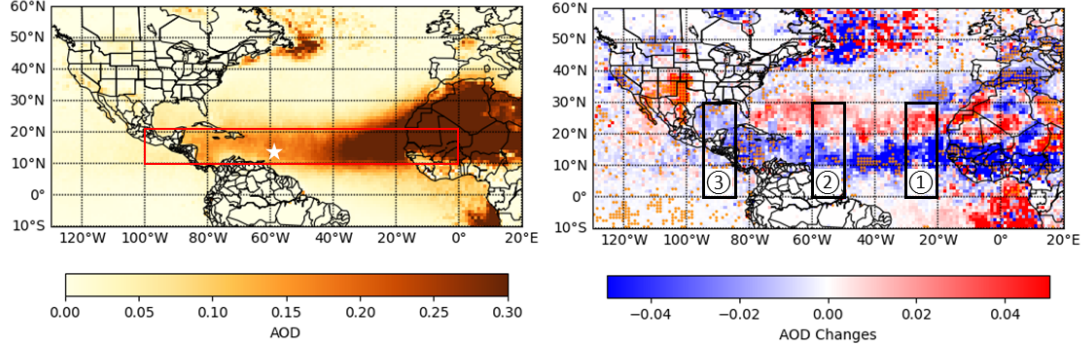 60°N
50°N
40°N
30°N
20°N
10°N
0°
10°S
120°W 100°W 80°W 60°W 40°W 20°W 0° 20°E
0.00 0.05 0.10 0.15 0.20 0.25 0.30
AOD
60°N
50°N
40°N
30°N
20°N
10°N
0°
10°S
③ ② ①
120°W 100°W 80°W 60°W 40°W 20°W 0° 20°E
−0.04 −0.02 0.00 0.02 0.04
AOD Changes